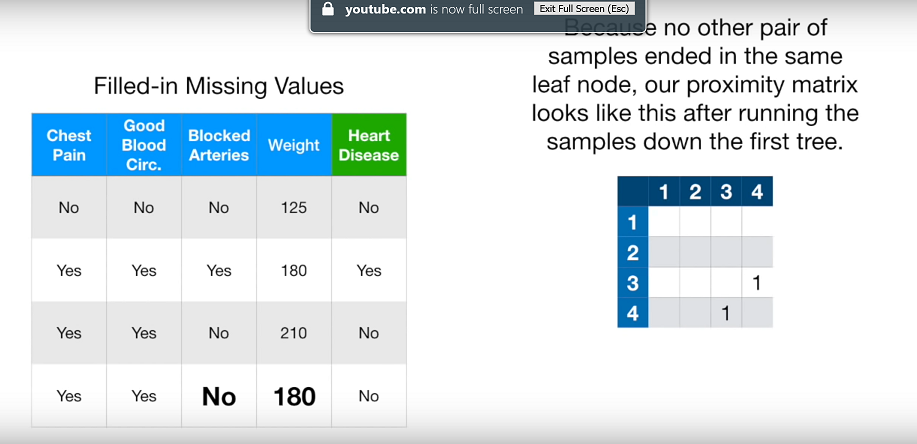 youtube.com is now full screen Exit Full Screen (Esc)
Because no other pair of
samples ended in the same
leaf node, our proximity matrix
looks like this after running the
samples down the first tree.
Filled-in Missing Values
Chest Pain Good Blood Circ. Blocked Arteries Weight Heart Disease
No No No 125 No
Yes Yes Yes 180 Yes
Yes Yes No 210 No
Yes Yes No 180 No
1 2 3 4
1
2
3 1
4 1